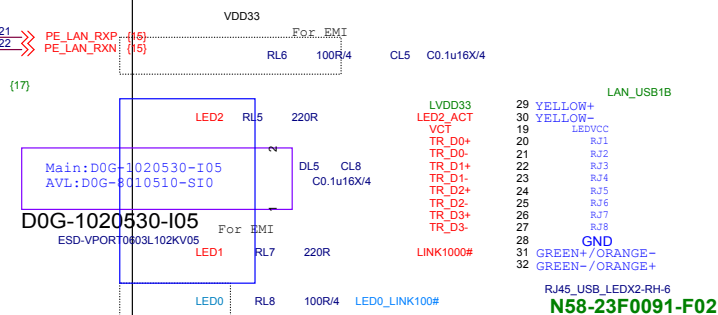 VDD33
21 PE_LAN_RXP {15}
22 PE_LAN_RXN {15}
For EMI
RL6 100R/4 CL5 C0.1u16X/4
{17}
LAN_USB1B
LVDD33 29 YELLOW+
LED2 RL5 220R LED2_ACT 30 YELLOW-
VCT 19 LEDVCC
TR_D0+ 20 RJ1
TR_D0- 21 RJ2
TR_D1+ 22 RJ3
TR_D1- 23 RJ4
TR_D2+ 24 RJ5
TR_D2- 25 RJ6
TR_D3+ 26 RJ7
TR_D3- 27 RJ8
28 GND
2
Main:D0G-1020530-I05 DL5 CL8
AVL:D0G-8010510-SI0 C0.1u16X/4
1
D0G-1020530-I05
For EMI
ESD-VPORT0603L102KV05
LED1 RL7 220R LINK1000# 31 GREEN+/ORANGE-
32 GREEN-/ORANGE+
RJ45_USB_LEDX2-RH-6
LED0 RL8 100R/4 LED0_LINK100#
N58-23F0091-F02